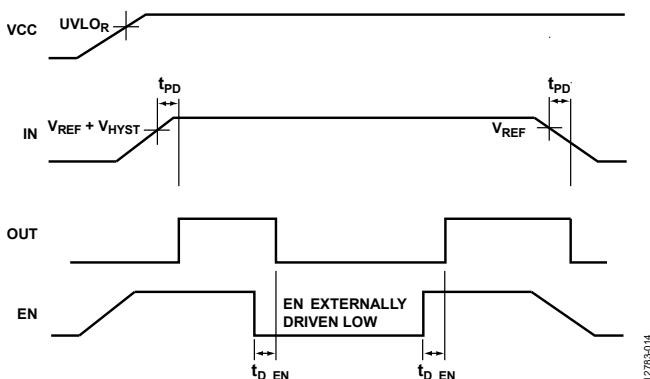 VCC
UVLOR
tPD
tPD
IN
VREF + VHYST
VREF
OUT
EN
EN EXTERNALLY
DRIVEN LOW
tD_EN
tD_EN
12783-014